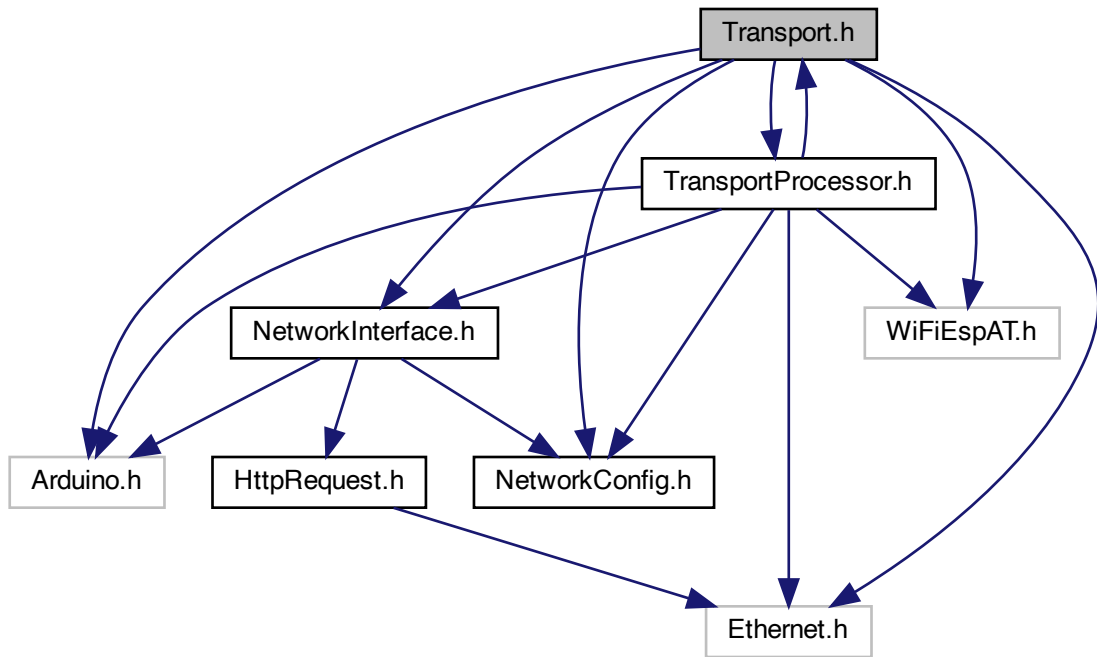 Transport.h
TransportProcessor.h
NetworkInterface.h
WiFiEspAT.h
Arduino.h
HttpRequest.h
NetworkConfig.h
Ethernet.h